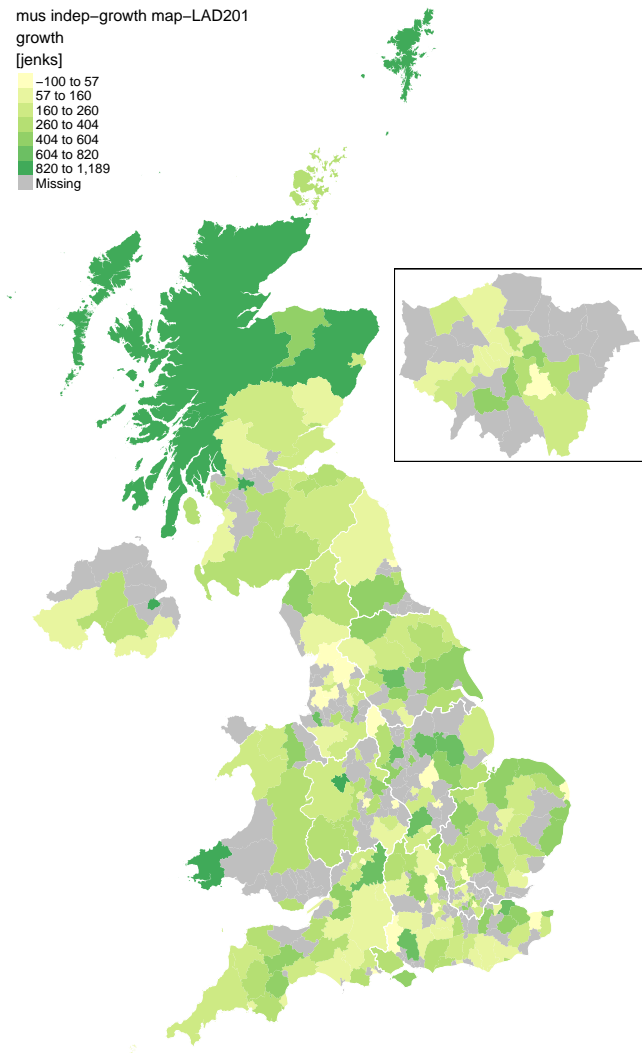 mus indep−growth map−LAD201
growth
[jenks]
−100 to 57
57 to 160
160 to 260
260 to 404
404 to 604
604 to 820
820 to 1,189
Missing